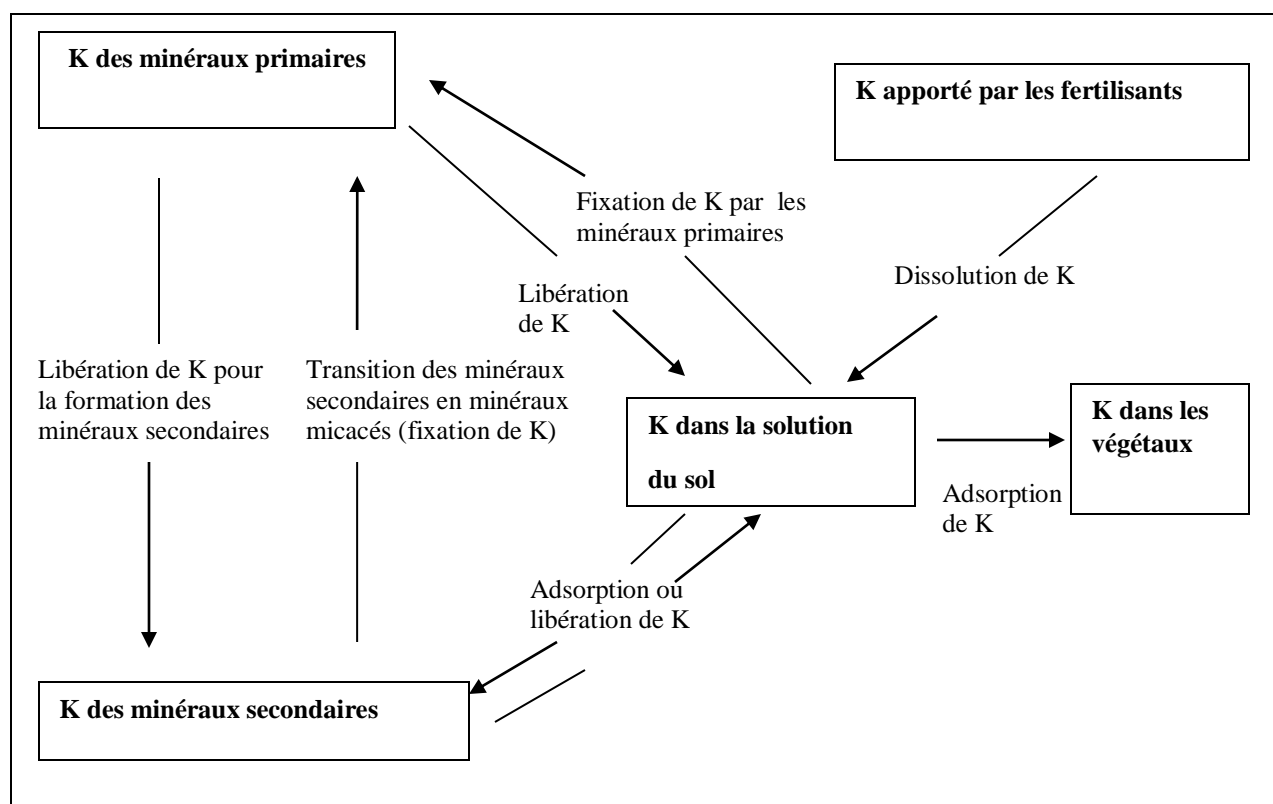 K des minéraux primaires
K apporté par les fertilisants
Fixation de K par les
minéraux primaires
Libération
de K
Dissolution de K
Libération de K pour
la formation des
minéraux secondaires
Transition des minéraux
secondaires en minéraux
micacés (fixation de K)
K dans la solution
du sol
K dans les
végétaux
Adsorption
de K
Adsorption ou
libération de K
K des minéraux secondaires